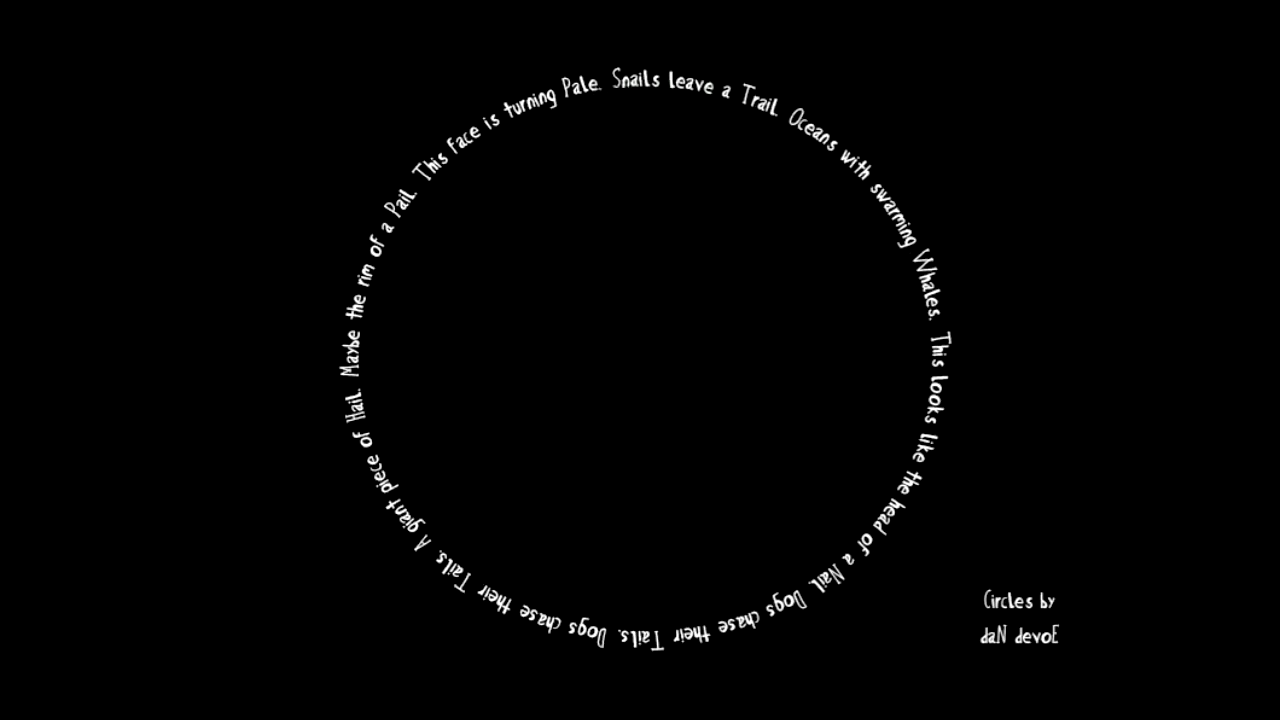 Snails leave a Trail. Oceans with swarming Whales. This looks like the head of a Nail. Dogs chase their Tails. Dogs chase their Tails. A giant piece of Hail. Maybe the rim of a Pail. This Face is turning Pale.
Circles by
daN devoE